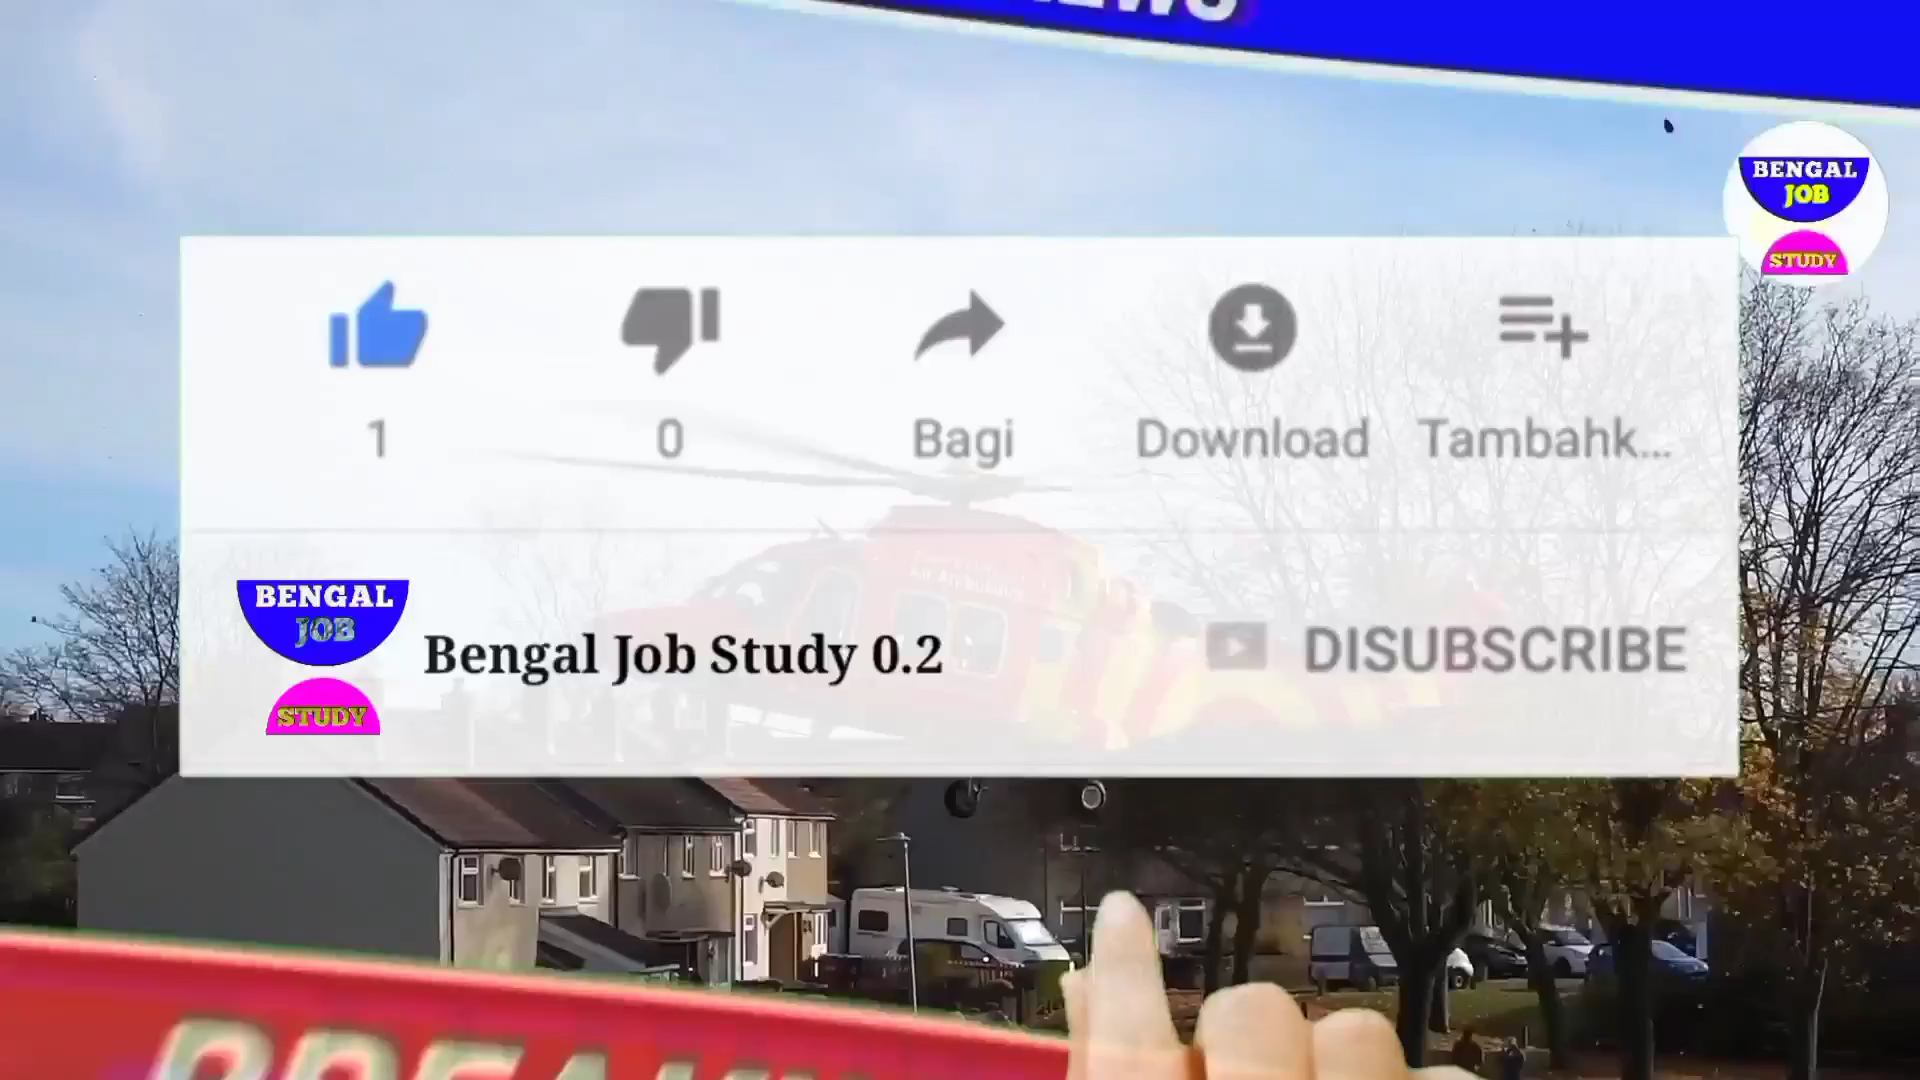 BENGAL
JOB
STUDY
1
0
Bagi
Download
Tambahk...
BENGAL
JOB
STUDY
Bengal Job Study 0.2
DISUBSCRIBE